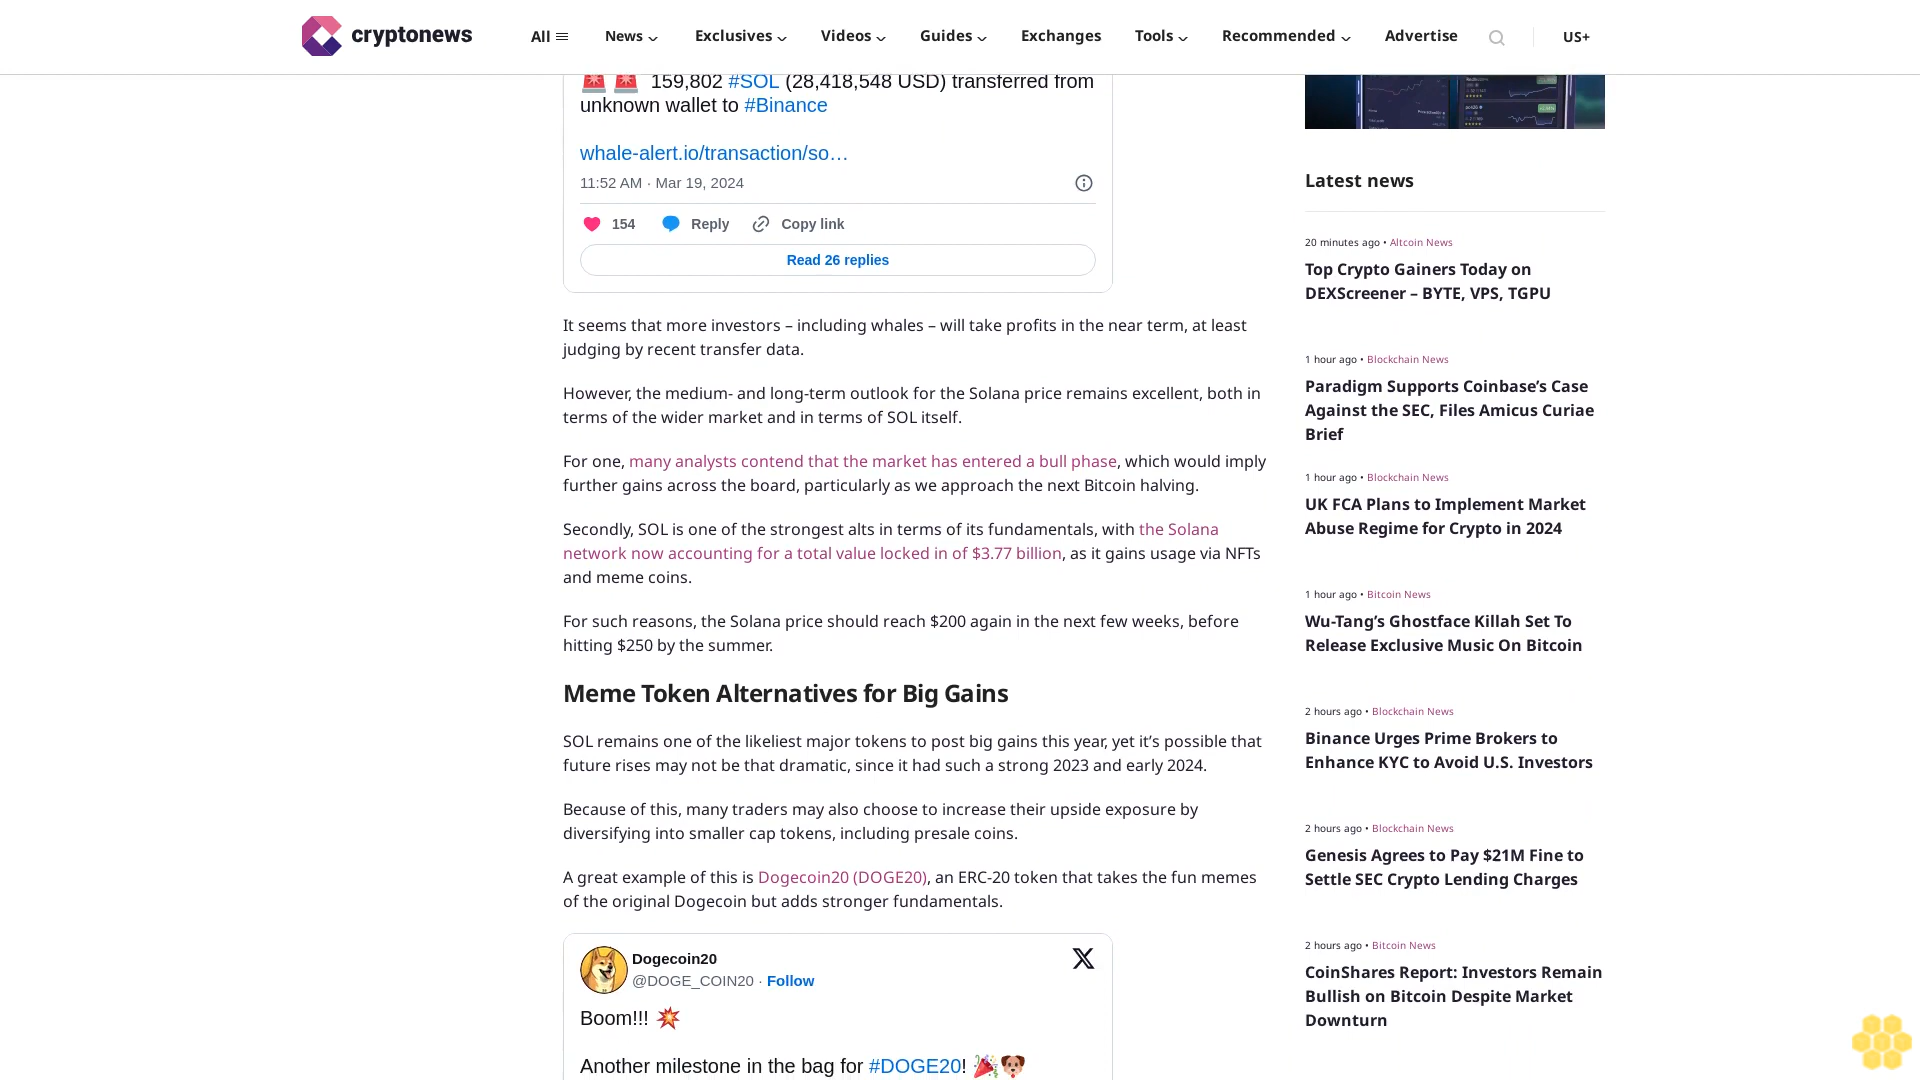 cryptonews
All
News
Exclusives
Videos
Guides
Exchanges
Tools
Recommended
Advertise
US+
159,802 #SOL (28,418,548 USD) transferred from
unknown wallet to #Binance
whale-alert.io/transaction/so…
11:52 AM · Mar 19, 2024
154
Reply
Copy link
Read 26 replies
It seems that more investors – including whales – will take profits in the near term, at least
judging by recent transfer data.
However, the medium- and long-term outlook for the Solana price remains excellent, both in
terms of the wider market and in terms of SOL itself.
For one, many analysts contend that the market has entered a bull phase, which would imply
further gains across the board, particularly as we approach the next Bitcoin halving.
Secondly, SOL is one of the strongest alts in terms of its fundamentals, with the Solana
network now accounting for a total value locked in of $3.77 billion, as it gains usage via NFTs
and meme coins.
For such reasons, the Solana price should reach $200 again in the next few weeks, before
hitting $250 by the summer.
Meme Token Alternatives for Big Gains
SOL remains one of the likeliest major tokens to post big gains this year, yet it’s possible that
future rises may not be that dramatic, since it had such a strong 2023 and early 2024.
Because of this, many traders may also choose to increase their upside exposure by
diversifying into smaller cap tokens, including presale coins.
A great example of this is Dogecoin20 (DOGE20), an ERC-20 token that takes the fun memes
of the original Dogecoin but adds stronger fundamentals.
Dogecoin20
@DOGE_COIN20 · Follow
Boom!!! 💥
Another milestone in the bag for #DOGE20! 🎉🐶
Latest news
20 minutes ago • Altcoin News
Top Crypto Gainers Today on
DEXScreener – BYTE, VPS, TGPU
1 hour ago • Blockchain News
Paradigm Supports Coinbase’s Case
Against the SEC, Files Amicus Curiae
Brief
1 hour ago • Blockchain News
UK FCA Plans to Implement Market
Abuse Regime for Crypto in 2024
1 hour ago • Bitcoin News
Wu-Tang’s Ghostface Killah Set To
Release Exclusive Music On Bitcoin
2 hours ago • Blockchain News
Binance Urges Prime Brokers to
Enhance KYC to Avoid U.S. Investors
2 hours ago • Blockchain News
Genesis Agrees to Pay $21M Fine to
Settle SEC Crypto Lending Charges
2 hours ago • Bitcoin News
CoinShares Report: Investors Remain
Bullish on Bitcoin Despite Market
Downturn